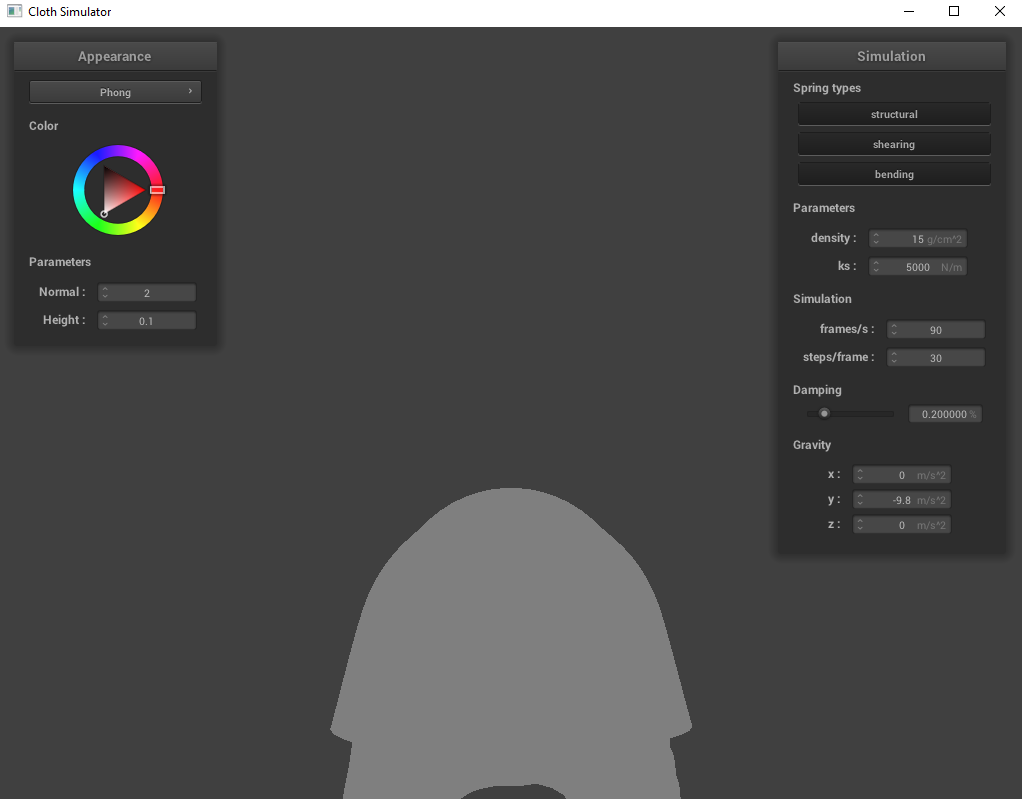 Cloth Simulator
Appearance
Phong
Color
Parameters
Normal : 2
Height : 0.1
Simulation
Spring types
structural
shearing
bending
Parameters
density : 15 g/cm^2
ks : 5000 N/m
Simulation
frames/s : 90
steps/frame : 30
Damping
0.200000 %
Gravity
x : 0 m/s^2
y : -9.8 m/s^2
z : 0 m/s^2